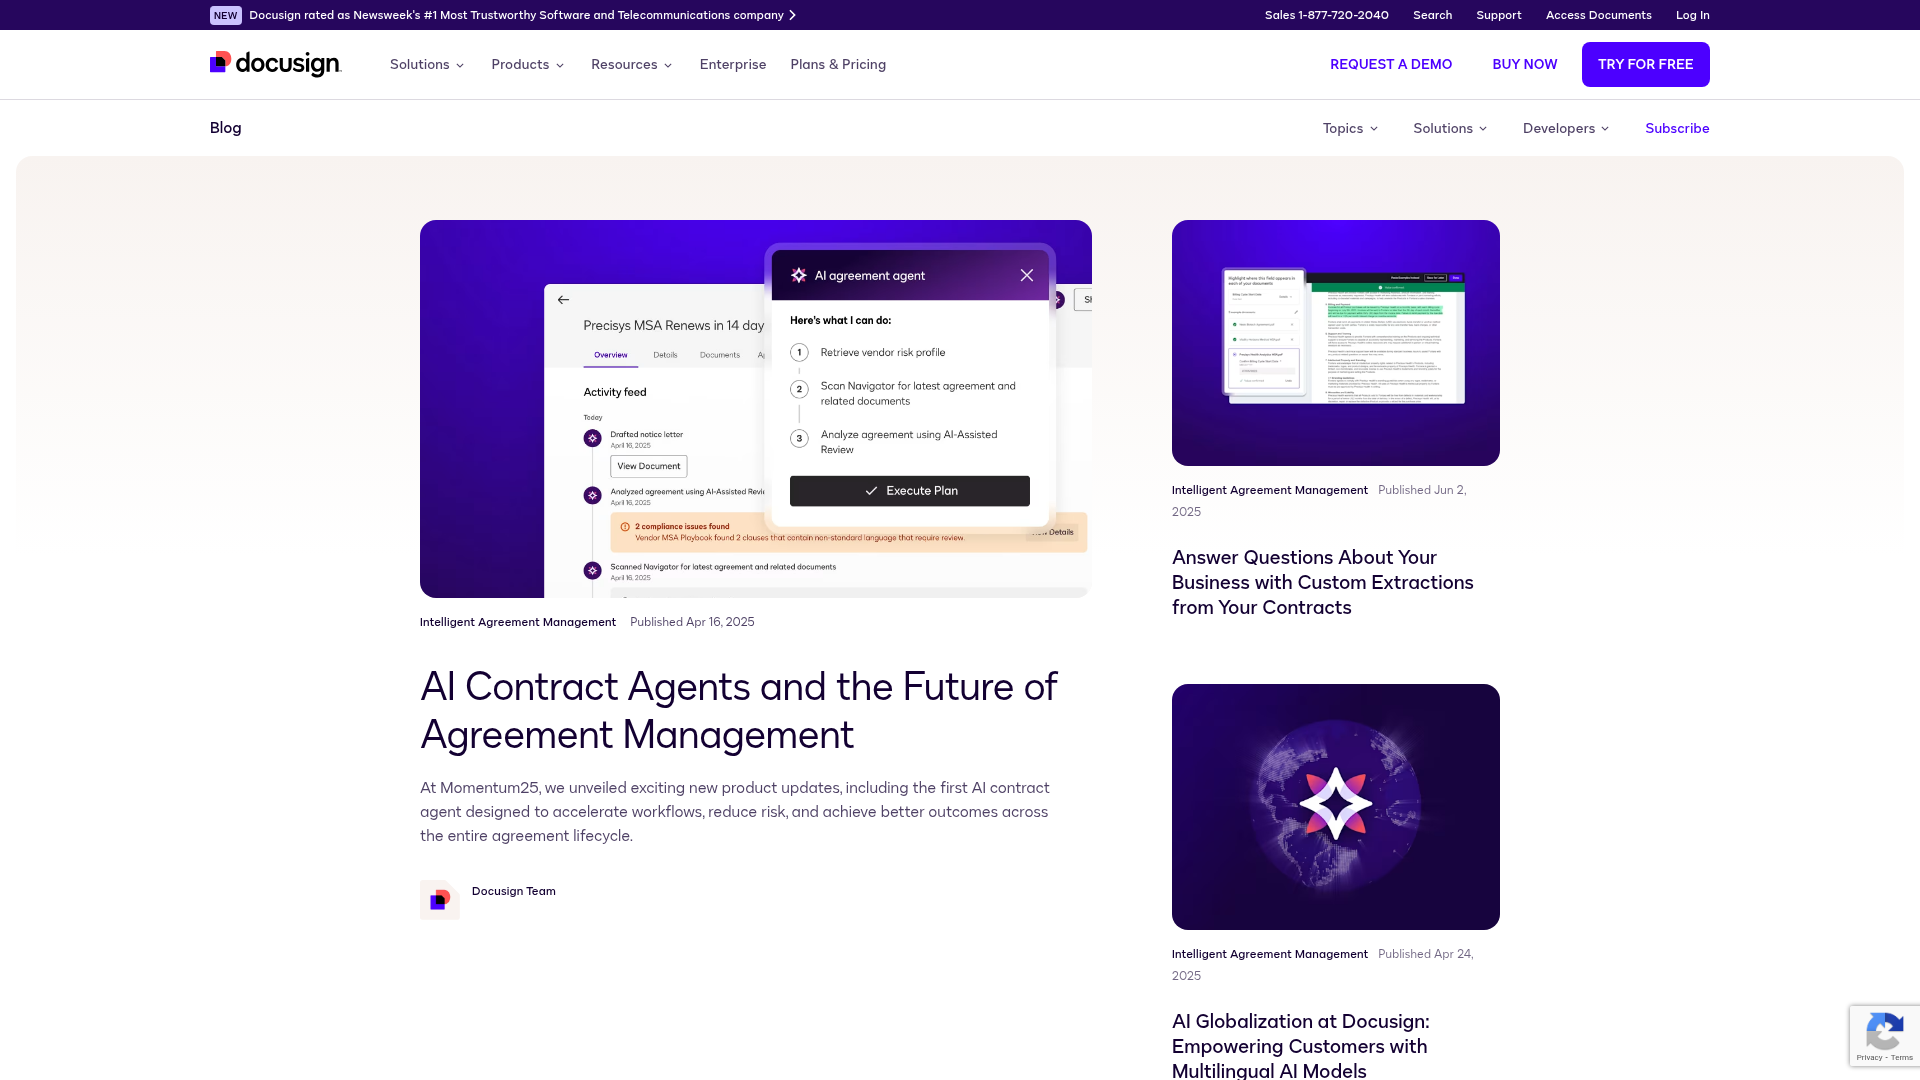 NEW Docusign rated as Newsweek's #1 Most Trustworthy Software and Telecommunications company
Sales 1-877-720-2040 Search Support Access Documents Log In
docusign
Solutions Products Resources Enterprise Plans & Pricing
REQUEST A DEMO BUY NOW TRY FOR FREE
Blog
Topics Solutions Developers Subscribe
Precisys MSA Renews in 14 day
Overview Details Documents
Activity feed
Today
Drafted notice letter
April 16, 2025
View Document
Analyzed agreement using AI-Assisted
April 16, 2025
2 compliance issues found
Vendor MSA Playbook found 2 clauses that contain non-standard language that require review.
Details
Scanned Navigator for latest agreement and related documents
April 16, 2025
AI agreement agent
Here's what I can do:
1 Retrieve vendor risk profile
2 Scan Navigator for latest agreement and
related documents
3 Analyze agreement using AI-Assisted
Review
Execute Plan
Intelligent Agreement Management Published Apr 16, 2025
AI Contract Agents and the Future of
Agreement Management
At Momentum25, we unveiled exciting new product updates, including the first AI contract
agent designed to accelerate workflows, reduce risk, and achieve better outcomes across
the entire agreement lifecycle.
Docusign Team
Highlight where this field appears in
each of your documents
Intelligent Agreement Management Published Jun 2,
2025
Answer Questions About Your
Business with Custom Extractions
from Your Contracts
Intelligent Agreement Management Published Apr 24,
2025
AI Globalization at Docusign:
Empowering Customers with
Multilingual AI Models
Privacy - Terms